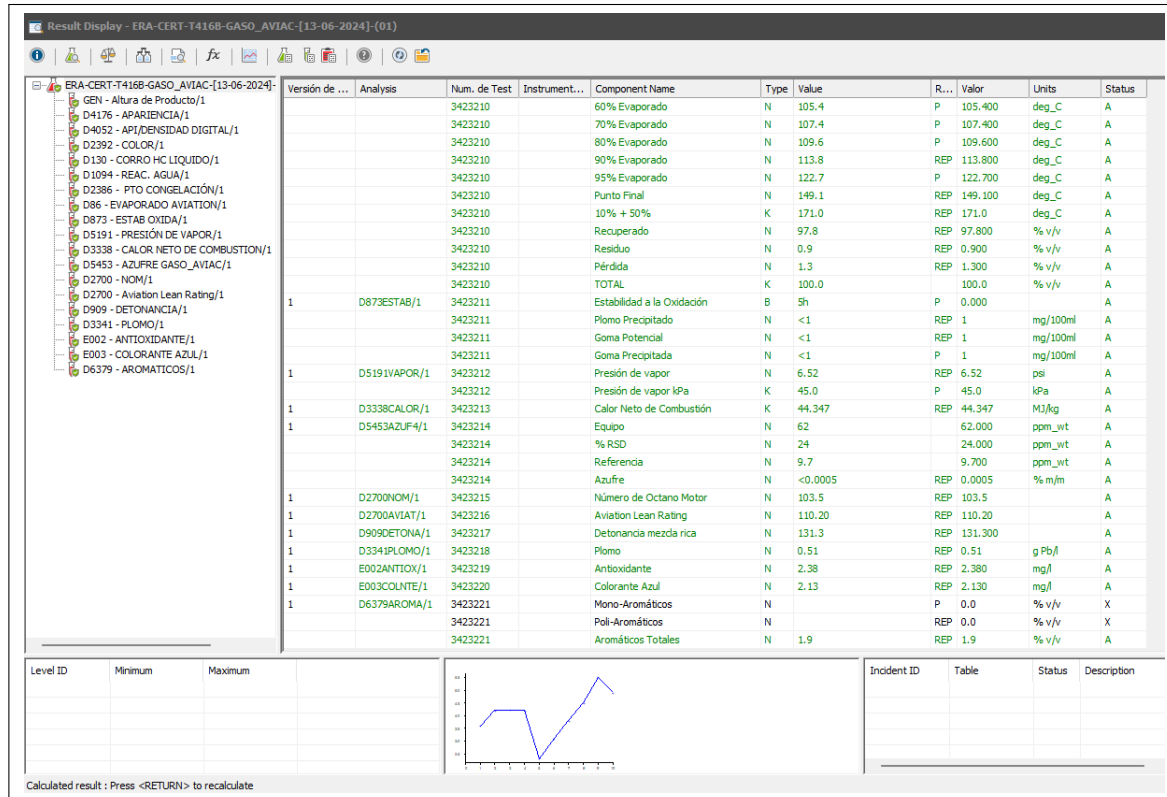 Result Display - ERA-CERT-T416B-GASO_AVIAC-[13-06-2024]-(01)
fx
ERA-CERT-T416B-GASO_AVIAC-[13-06-2024]-
GEN - Altura de Producto/1
D4176 - APARIENCIA/1
D4052 - API/DENSIDAD DIGITAL/1
D2392 - COLOR/1
D130 - CORRO HC LIQUIDO/1
D1094 - REAC. AGUA/1
D2386 - PTO CONGELACIÓN/1
D86 - EVAPORADO AVIATION/1
D873 - ESTAB OXIDA/1
D5191 - PRESIÓN DE VAPOR/1
D3338 - CALOR NETO DE COMBUSTION/1
D5453 - AZUFRE GASO_AVIAC/1
D2700 - NOM/1
D2700 - Aviation Lean Rating/1
D909 - DETONANCIA/1
D3341 - PLOMO/1
E002 - ANTIOXIDANTE/1
E003 - COLORANTE AZUL/1
D6379 - AROMATICOS/1
Versión de ... Analysis Num. de Test Instrument... Component Name Type Value R... Valor Units Status
3423210 60% Evaporado N 105.4 P 105.400 deg_C A
3423210 70% Evaporado N 107.4 P 107.400 deg_C A
3423210 80% Evaporado N 109.6 P 109.600 deg_C A
3423210 90% Evaporado N 113.8 REP 113.800 deg_C A
3423210 95% Evaporado N 122.7 P 122.700 deg_C A
3423210 Punto Final N 149.1 REP 149.100 deg_C A
3423210 10% + 50% K 171.0 REP 171.0 deg_C A
3423210 Recuperado N 97.8 REP 97.800 % v/v A
3423210 Residuo N 0.9 REP 0.900 % v/v A
3423210 Pérdida N 1.3 REP 1.300 % v/v A
3423210 TOTAL K 100.0 100.0 % v/v A
1 D873ESTAB/1 3423211 Estabilidad a la Oxidación B 5h P 0.000 A
3423211 Plomo Precipitado N <1 REP 1 mg/100ml A
3423211 Goma Potencial N <1 REP 1 mg/100ml A
3423211 Goma Precipitada N <1 P 1 mg/100ml A
1 D5191VAPOR/1 3423212 Presión de vapor N 6.52 REP 6.52 psi A
3423212 Presión de vapor kPa K 45.0 P 45.0 kPa A
1 D3338CALOR/1 3423213 Calor Neto de Combustión K 44.347 REP 44.347 MJ/kg A
1 D5453AZUF4/1 3423214 Equipo N 62 62.000 ppm_wt A
3423214 % RSD N 24 24.000 ppm_wt A
3423214 Referencia N 9.7 9.700 ppm_wt A
3423214 Azufre N <0.0005 REP 0.0005 % m/m A
1 D2700NOM/1 3423215 Número de Octano Motor N 103.5 REP 103.5 A
1 D2700AVIAT/1 3423216 Aviation Lean Rating N 110.20 REP 110.20 A
1 D909DETONA/1 3423217 Detonancia mezcla rica N 131.3 REP 131.300 A
1 D3341PLOMO/1 3423218 Plomo N 0.51 REP 0.51 g Pb/l A
1 E002ANTIOX/1 3423219 Antioxidante N 2.38 REP 2.380 mg/l A
1 E003COLNTE/1 3423220 Colorante Azul N 2.13 REP 2.130 mg/l A
1 D6379AROMA/1 3423221 Mono-Aromáticos N P 0.0 % v/v X
3423221 Poli-Aromáticos N REP 0.0 % v/v X
3423221 Aromáticos Totales N 1.9 REP 1.9 % v/v A
Level ID Minimum Maximum
Incident ID Table Status Description
Calculated result : Press <RETURN> to recalculate